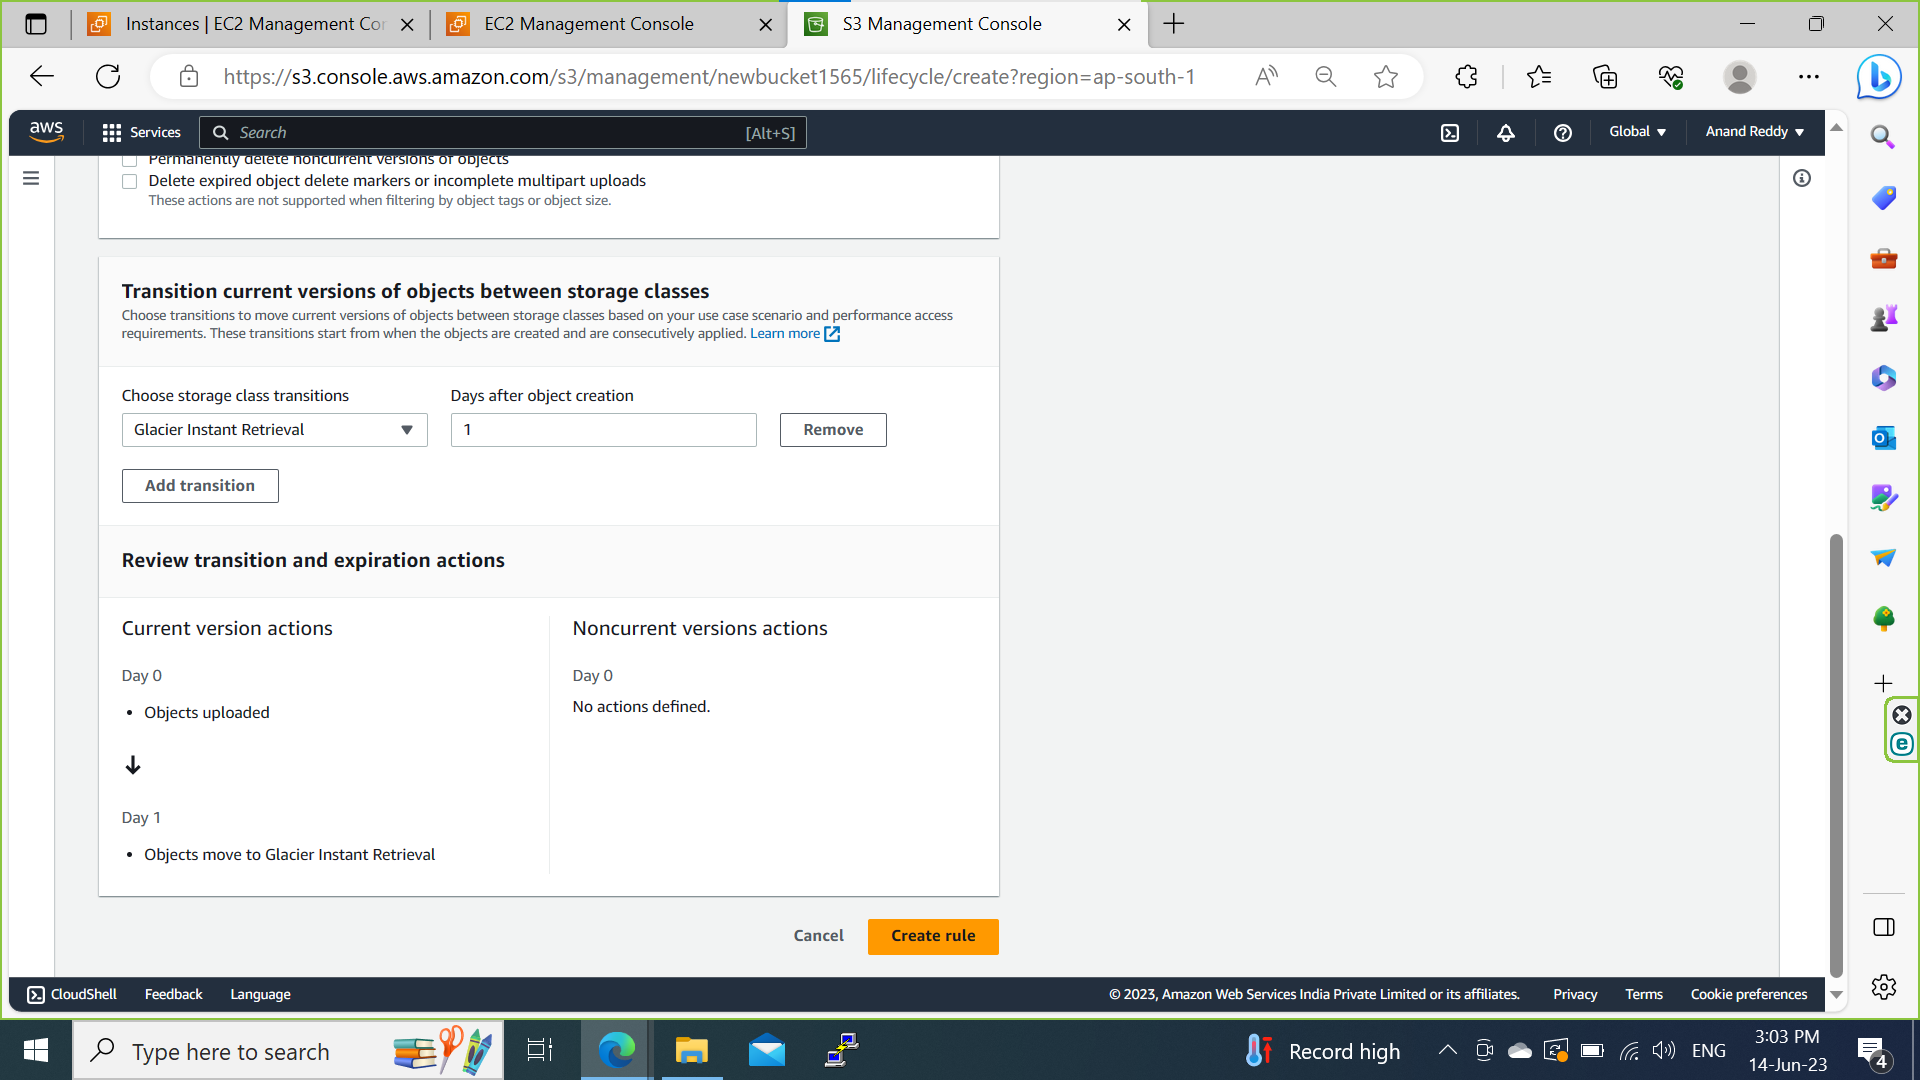 Instances | EC2 Management Cor
EC2 Management Console
S3 Management Console
https://s3.console.aws.amazon.com/s3/management/newbucket1565/lifecycle/create?region=ap-south-1
aws
Services
Search
[Alt+S]
Global
Anand Reddy
Permanently delete noncurrent versions of objects
Delete expired object delete markers or incomplete multipart uploads
These actions are not supported when filtering by object tags or object size.
Transition current versions of objects between storage classes
Choose transitions to move current versions of objects between storage classes based on your use case scenario and performance access
requirements. These transitions start from when the objects are created and are consecutively applied. Learn more
Choose storage class transitions
Days after object creation
Glacier Instant Retrieval
1
Remove
Add transition
Review transition and expiration actions
Current version actions
Noncurrent versions actions
Day 0
Day 0
• Objects uploaded
No actions defined.
Day 1
• Objects move to Glacier Instant Retrieval
Cancel
Create rule
CloudShell
Feedback
Language
© 2023, Amazon Web Services India Private Limited or its affiliates.
Privacy
Terms
Cookie preferences
Type here to search
Record high
ENG
3:03 PM
14-Jun-23
4